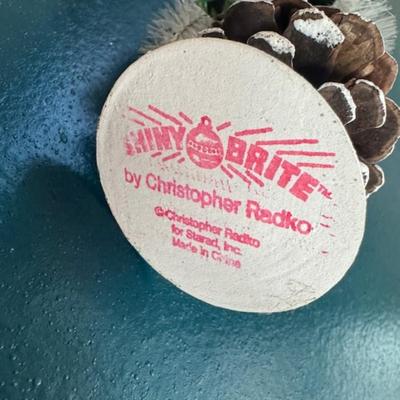 SHINY BRITE™
by Christopher Radko
©Christopher Radko
for Starad, Inc.
Made in China